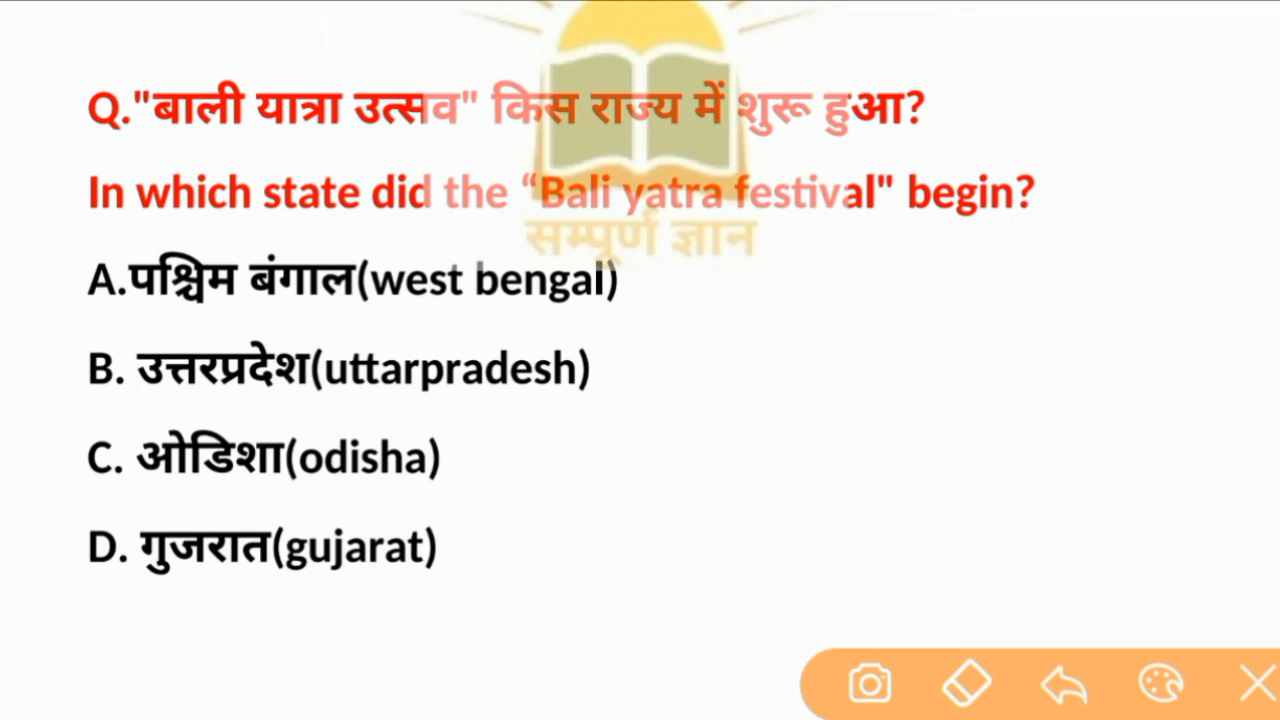 Q."बाली यात्रा उत्सव" किस राज्य में शुरू हुआ?
In which state did the “Bali yatra festival" begin?
सम्पूर्ण ज्ञान
A.पश्चिम बंगाल(west bengal)
B. उत्तरप्रदेश(uttarpradesh)
C. ओडिशा(odisha)
D. गुजरात(gujarat)